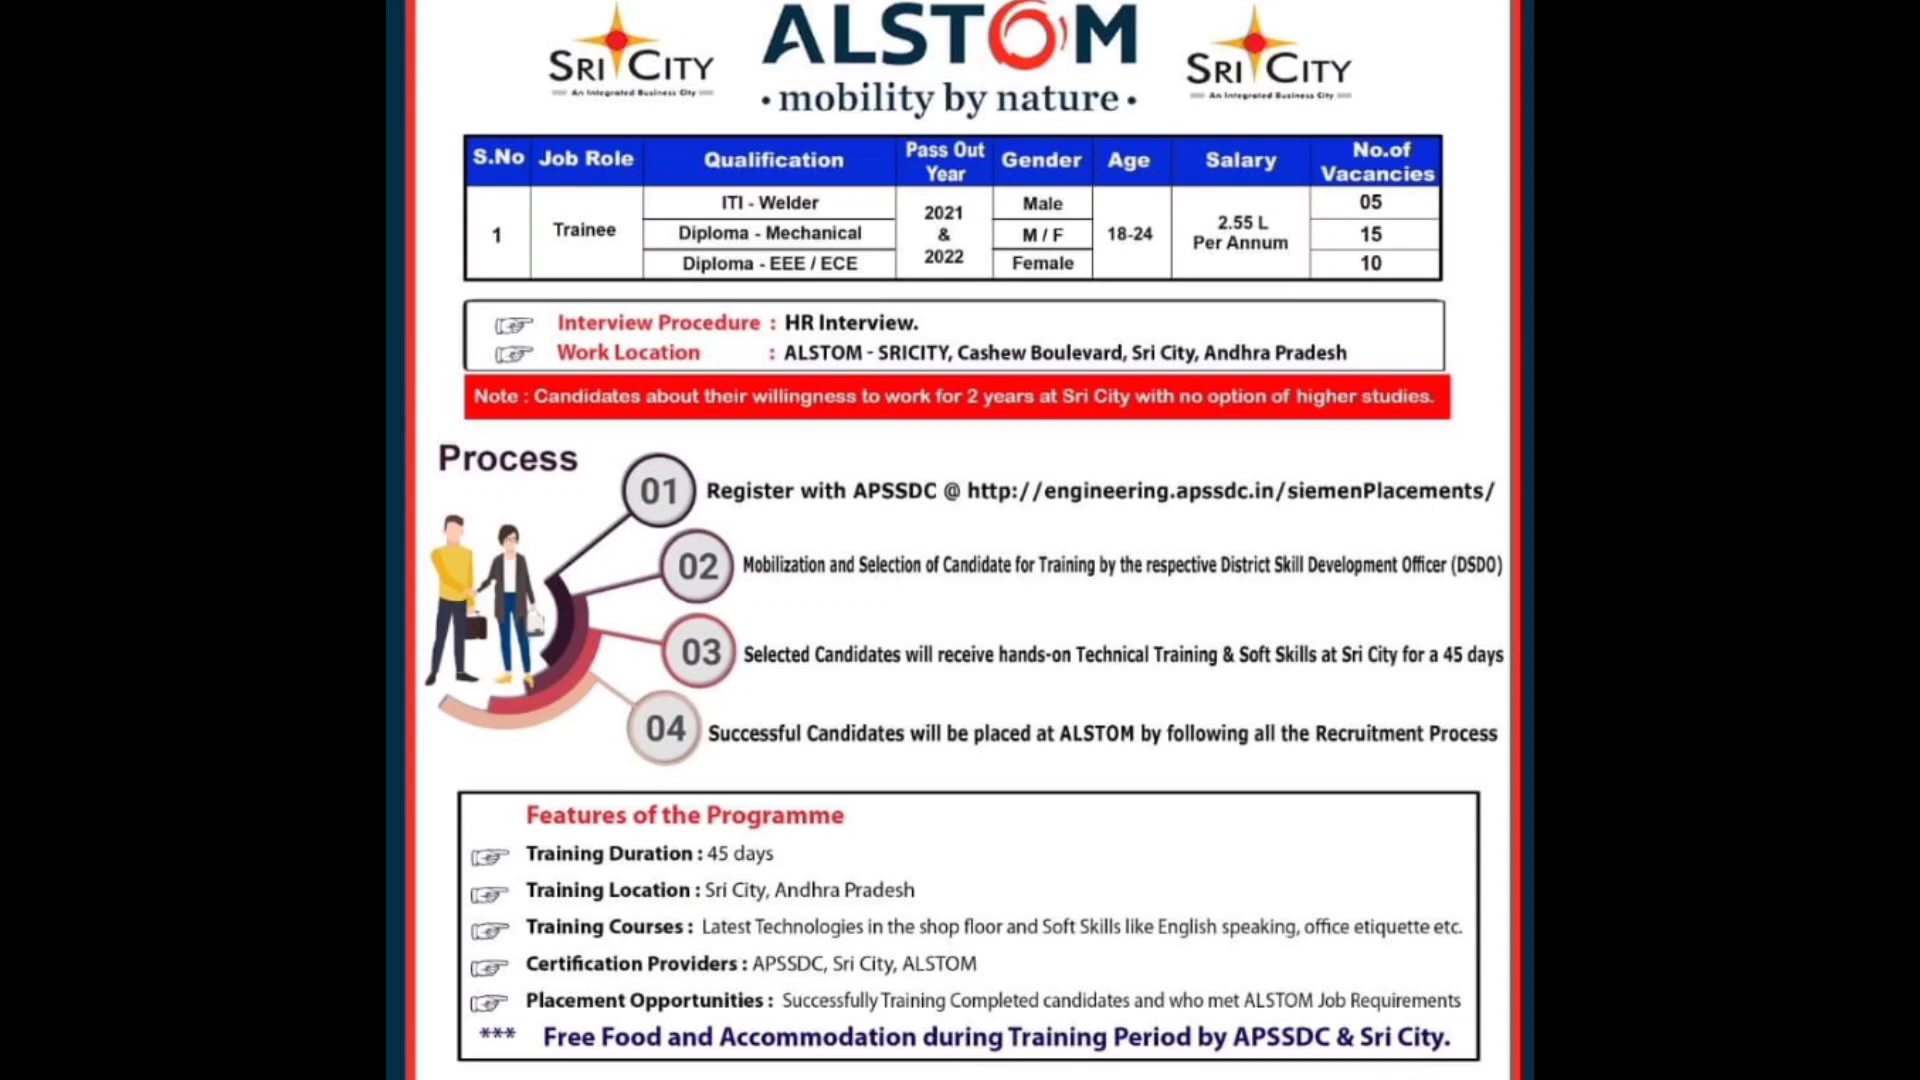 SRI CITY
An Integrated Business City
ALSTOM
• mobility by nature •
SRI CITY
An Integrated Business City
S.No Job Role Qualification Pass Out Year Gender Age Salary No.of Vacancies
1 Trainee ITI - Welder 2021 & 2022 Male 18-24 2.55 L Per Annum 05
Diploma - Mechanical M / F 15
Diploma - EEE / ECE Female 10
Interview Procedure : HR Interview.
Work Location : ALSTOM - SRICITY, Cashew Boulevard, Sri City, Andhra Pradesh
Note : Candidates about their willingness to work for 2 years at Sri City with no option of higher studies.
Process
01 Register with APSSDC @ http://engineering.apssdc.in/siemenPlacements/
02 Mobilization and Selection of Candidate for Training by the respective District Skill Development Officer (DSDO)
03 Selected Candidates will receive hands-on Technical Training & Soft Skills at Sri City for a 45 days
04 Successful Candidates will be placed at ALSTOM by following all the Recruitment Process
Features of the Programme
Training Duration : 45 days
Training Location : Sri City, Andhra Pradesh
Training Courses : Latest Technologies in the shop floor and Soft Skills like English speaking, office etiquette etc.
Certification Providers : APSSDC, Sri City, ALSTOM
Placement Opportunities : Successfully Training Completed candidates and who met ALSTOM Job Requirements
*** Free Food and Accommodation during Training Period by APSSDC & Sri City.